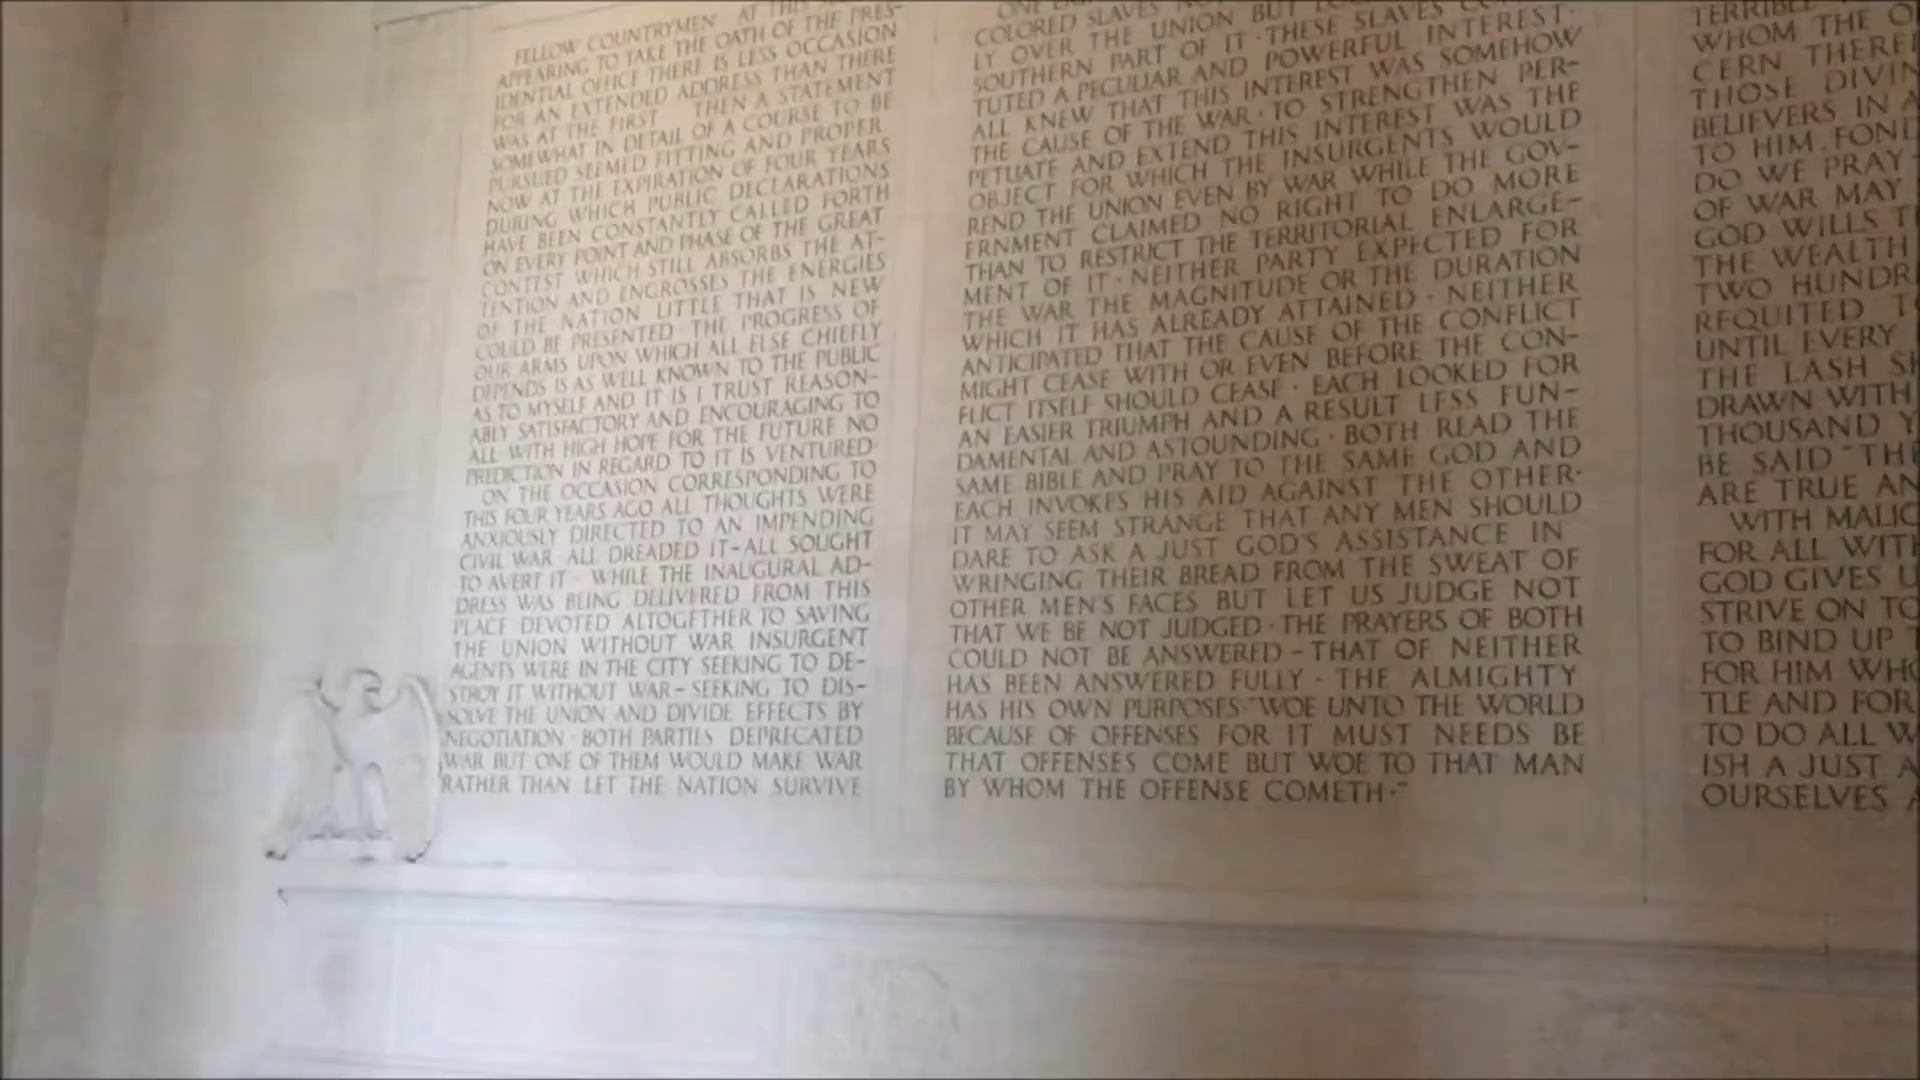 FELLOW COUNTRYMEN AT THIS
APPEARING TO TAKE THE OATH OF THE PRES-
IDENTIAL OFFICE THERE IS LESS OCCASION
FOR AN EXTENDED ADDRESS THAN THERE
WAS AT THE FIRST THEN A STATEMENT
SOMEWHAT IN DETAIL OF A COURSE TO BE
PURSUED SEEMED FITTING AND PROPER
NOW AT THE EXPIRATION OF FOUR YEARS
DURING WHICH PUBLIC DECLARATIONS
HAVE BEEN CONSTANTLY CALLED FORTH
ON EVERY POINT AND PHASE OF THE GREAT
CONTEST WHICH STILL ABSORBS THE AT-
TENTION AND ENGROSSES THE ENERGIES
OF THE NATION LITTLE THAT IS NEW
COULD BE PRESENTED · THE PROGRESS OF
OUR ARMS UPON WHICH ALL ELSE CHIEFLY
DEPENDS IS AS WELL KNOWN TO THE PUBLIC
AS TO MYSELF AND IT IS I TRUST REASON-
ABLY SATISFACTORY AND ENCOURAGING TO
ALL · WITH HIGH HOPE FOR THE FUTURE NO
PREDICTION IN REGARD TO IT IS VENTURED·
ON THE OCCASION CORRESPONDING TO
THIS FOUR YEARS AGO ALL THOUGHTS WERE
ANXIOUSLY DIRECTED TO AN IMPENDING
CIVIL WAR · ALL DREADED IT-ALL SOUGHT
TO AVERT IT · WHILE THE INAUGURAL AD-
DRESS WAS BEING DELIVERED FROM THIS
PLACE DEVOTED ALTOGETHER TO SAVING
THE UNION WITHOUT WAR INSURGENT
AGENTS WERE IN THE CITY SEEKING TO DE-
STROY IT WITHOUT WAR-SEEKING TO DIS-
SOLVE THE UNION AND DIVIDE EFFECTS BY
NEGOTIATION · BOTH PARTIES DEPRECATED
WAR BUT ONE OF THEM WOULD MAKE WAR
RATHER THAN LET THE NATION SURVIVE
ONE
COLORED SLAVES
LY OVER THE UNION BUT
SOUTHERN PART OF IT · THESE SLAVES
TUTED A PECULIAR AND POWERFUL INTEREST·
ALL KNEW THAT THIS INTEREST WAS SOMEHOW
THE CAUSE OF THE WAR · TO STRENGTHEN PER-
PETUATE AND EXTEND THIS INTEREST WAS THE
OBJECT FOR WHICH THE INSURGENTS WOULD
REND THE UNION EVEN BY WAR WHILE THE GOV-
ERNMENT CLAIMED NO RIGHT TO DO MORE
THAN TO RESTRICT THE TERRITORIAL ENLARGE-
MENT OF IT · NEITHER PARTY EXPECTED FOR
THE WAR THE MAGNITUDE OR THE DURATION
WHICH IT HAS ALREADY ATTAINED · NEITHER
ANTICIPATED THAT THE CAUSE OF THE CONFLICT
MIGHT CEASE WITH OR EVEN BEFORE THE CON-
FLICT ITSELF SHOULD CEASE · EACH LOOKED FOR
AN EASIER TRIUMPH AND A RESULT LESS FUN-
DAMENTAL AND ASTOUNDING · BOTH READ THE
SAME BIBLE AND PRAY TO THE SAME GOD AND
EACH INVOKES HIS AID AGAINST THE OTHER·
IT MAY SEEM STRANGE THAT ANY MEN SHOULD
DARE TO ASK A JUST GOD'S ASSISTANCE IN
WRINGING THEIR BREAD FROM THE SWEAT OF
OTHER MEN'S FACES BUT LET US JUDGE NOT
THAT WE BE NOT JUDGED · THE PRAYERS OF BOTH
COULD NOT BE ANSWERED - THAT OF NEITHER
HAS BEEN ANSWERED FULLY · THE ALMIGHTY
HAS HIS OWN PURPOSES·"WOE UNTO THE WORLD
BECAUSE OF OFFENSES FOR IT MUST NEEDS BE
THAT OFFENSES COME BUT WOE TO THAT MAN
BY WHOM THE OFFENSE COMETH·"
TERRIBLE
WHOM THE
CERN THERE
THOSE DIVIN
BELIEVERS IN
TO HIM · FOND
DO WE PRAY
OF WAR MAY
GOD WILLS
THE WEALTH
TWO HUNDR
REQUITED
UNTIL EVERY
THE LASH
DRAWN WITH
THOUSAND
BE SAID "THE
ARE TRUE AN
WITH MALIC
FOR ALL WITH
GOD GIVES
STRIVE ON TO
TO BIND UP
FOR HIM WHO
TLE AND FOR
TO DO ALL W
ISH A JUST A
OURSELVES A